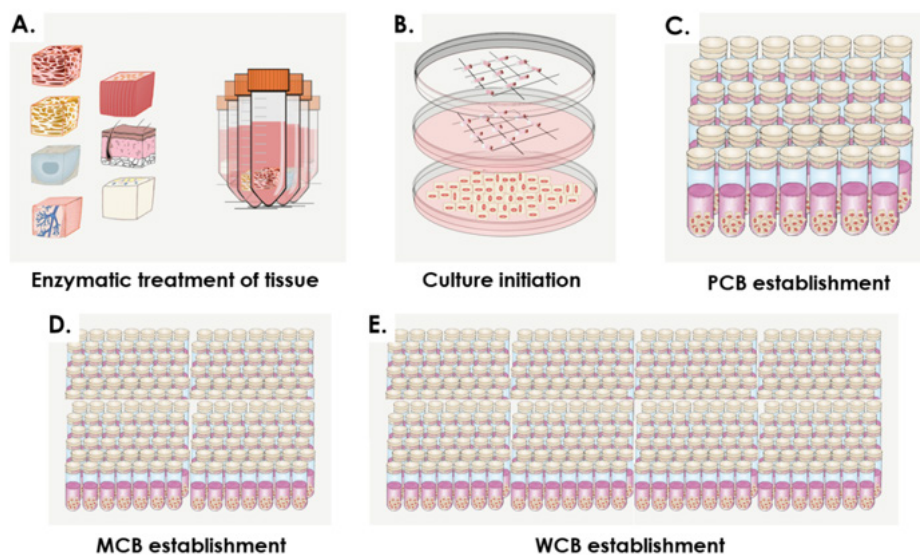 A.
B.
C.
Enzymatic treatment of tissue
Culture initiation
PCB establishment
D.
E.
MCB establishment
WCB establishment